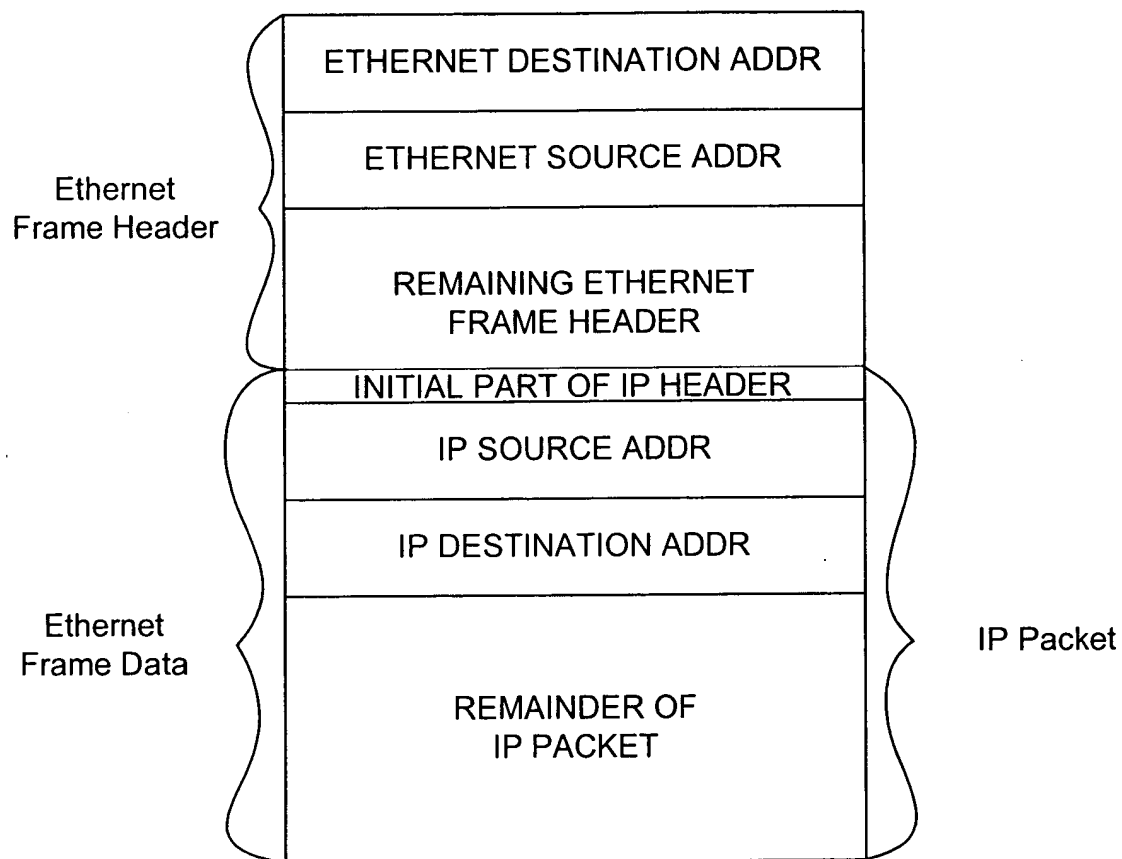 ETHERNET DESTINATION ADDR
ETHERNET SOURCE ADDR
Ethernet
Frame Header
REMAINING ETHERNET
FRAME HEADER
INITIAL PART OF IP HEADER
IP SOURCE ADDR
IP DESTINATION ADDR
Ethernet
Frame Data
IP Packet
REMAINDER OF
IP PACKET